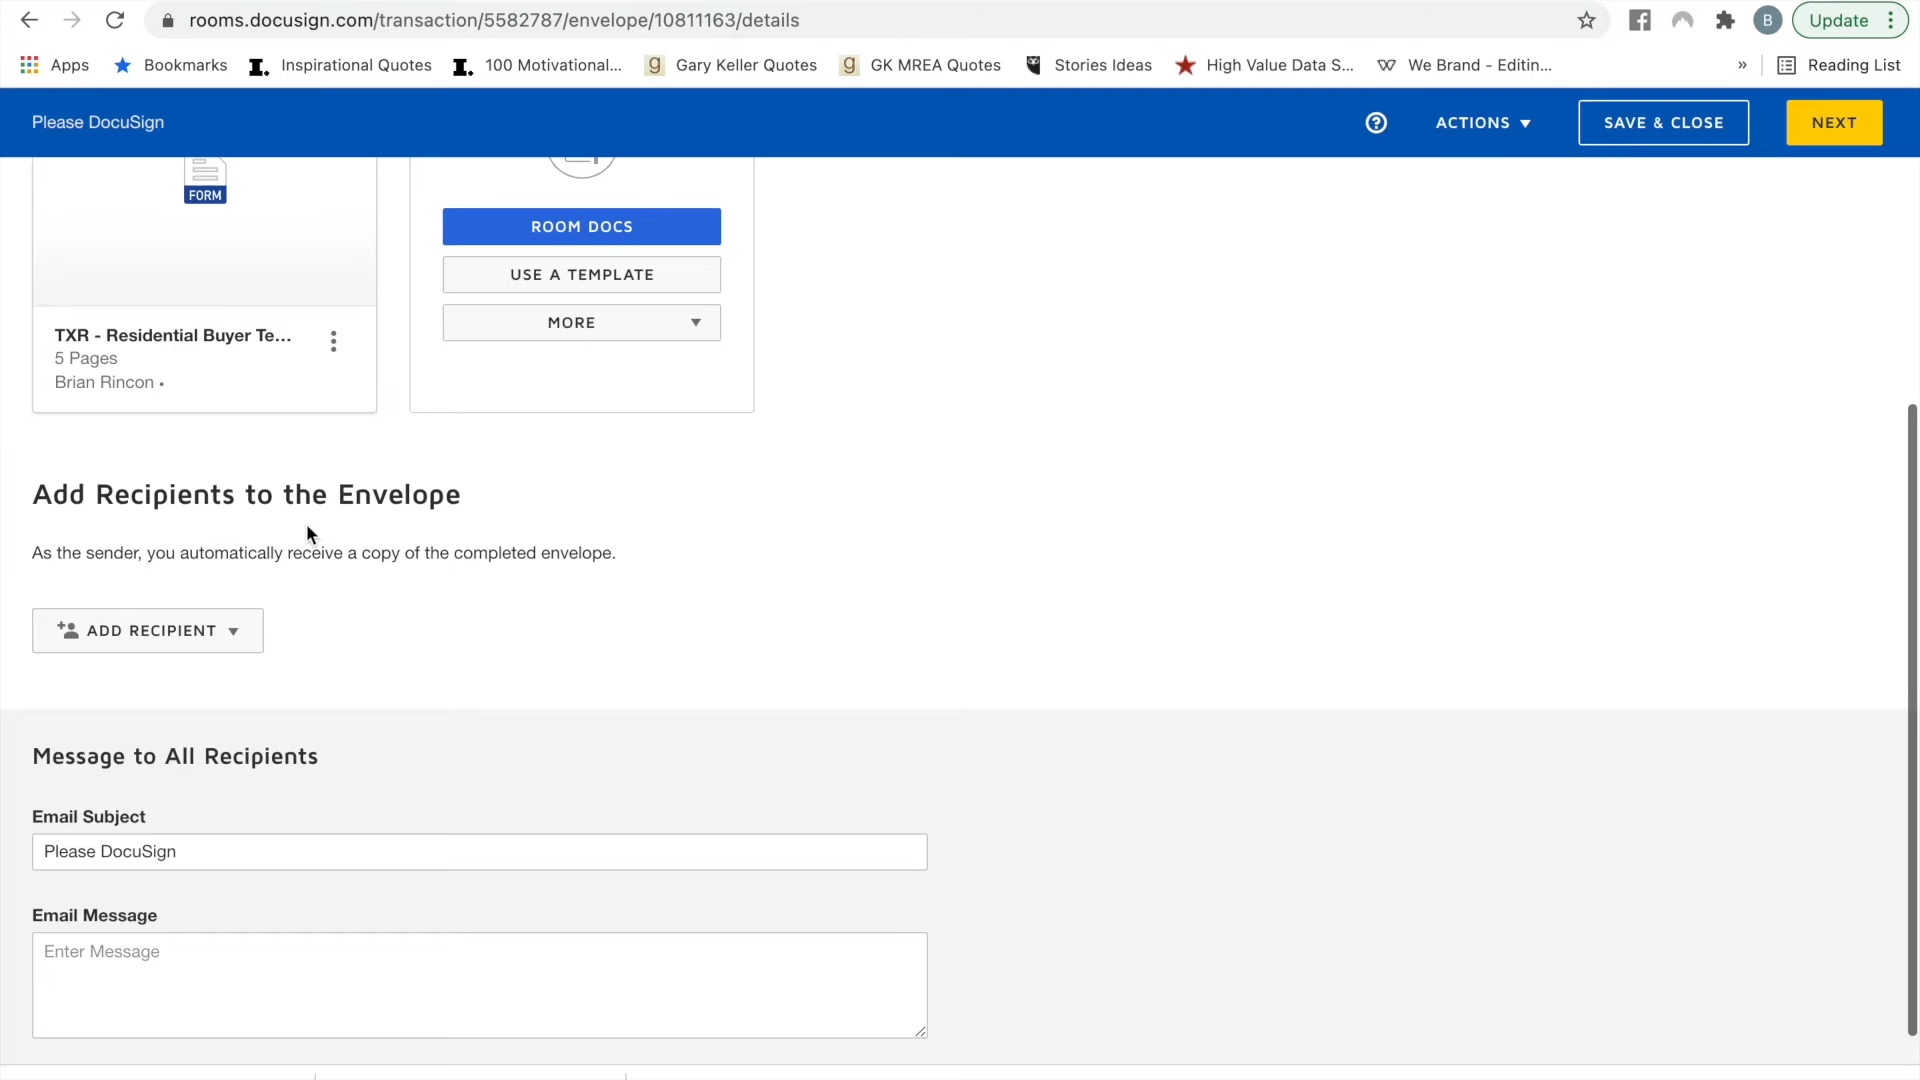 rooms.docusign.com/transaction/5582787/envelope/10811163/details
B
Update
Apps
Bookmarks
Inspirational Quotes
100 Motivational...
Gary Keller Quotes
GK MREA Quotes
Stories Ideas
High Value Data S...
We Brand - Editin...
»
Reading List
Please DocuSign
ACTIONS
SAVE & CLOSE
NEXT
FORM
ROOM DOCS
USE A TEMPLATE
MORE
TXR - Residential Buyer Te...
5 Pages
Brian Rincon •
Add Recipients to the Envelope
As the sender, you automatically receive a copy of the completed envelope.
ADD RECIPIENT
Message to All Recipients
Email Subject
Please DocuSign
Email Message
Enter Message